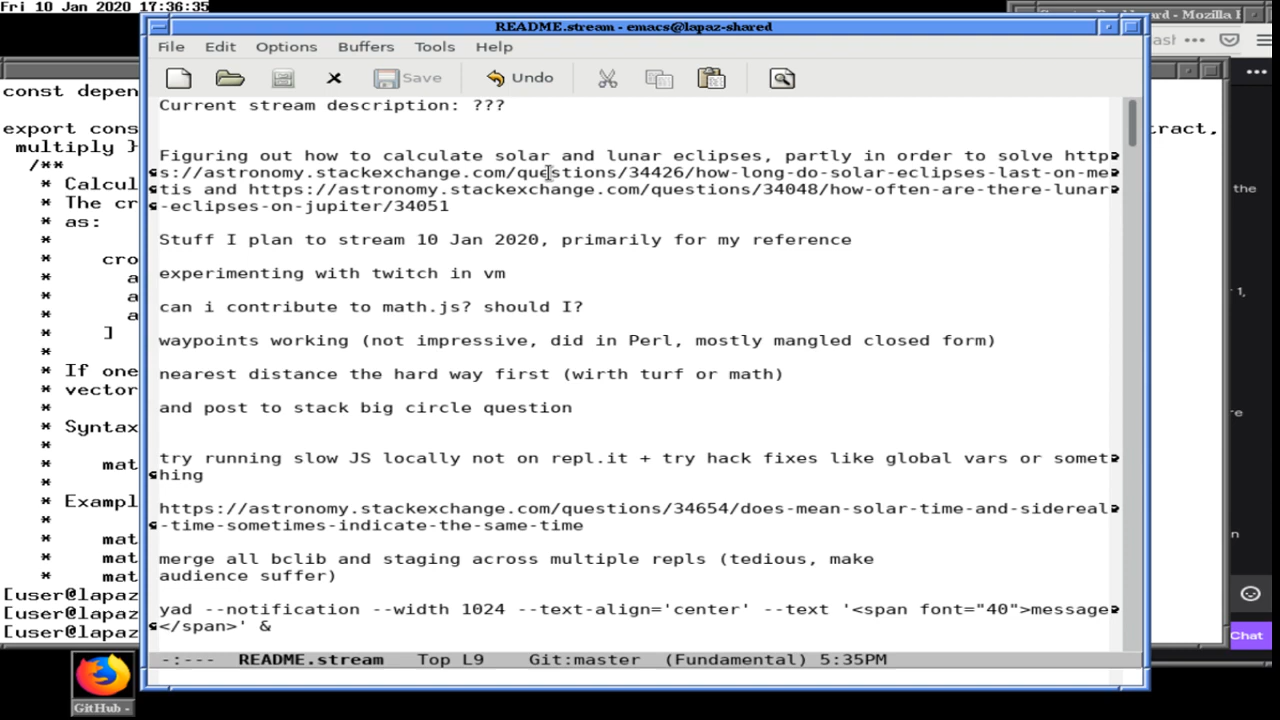 Fri 10 Jan 2020 17:36:35
README.stream - emacs@lapaz-shared
File Edit Options Buffers Tools Help
Save Undo
Current stream description: ???
Figuring out how to calculate solar and lunar eclipses, partly in order to solve http
s://astronomy.stackexchange.com/questions/34426/how-long-do-solar-eclipses-last-on-me
tis and https://astronomy.stackexchange.com/questions/34048/how-often-are-there-lunar
-eclipses-on-jupiter/34051
Stuff I plan to stream 10 Jan 2020, primarily for my reference
experimenting with twitch in vm
can i contribute to math.js? should I?
waypoints working (not impressive, did in Perl, mostly mangled closed form)
nearest distance the hard way first (wirth turf or math)
and post to stack big circle question
try running slow JS locally not on repl.it + try hack fixes like global vars or somet
hing
https://astronomy.stackexchange.com/questions/34654/does-mean-solar-time-and-sidereal
-time-sometimes-indicate-the-same-time
merge all bclib and staging across multiple repls (tedious, make
audience suffer)
yad --notification --width 1024 --text-align='center' --text '<span font="40">message
</span>' &
-:--- README.stream Top L9 Git:master (Fundamental) 5:35PM
const depen
export cons
multiply }
/**
* Calcul
* The cr
* as:
*
* cro
* a
* a
* a
* ]
*
* If one
* vector
*
* Syntax
*
* mat
*
* Exampl
*
* mat
* mat
* mat
[user@lapaz
[user@lapaz
[user@lapaz
GitHub -
- Mozilla
tract,
the
1,
re
n
Chat